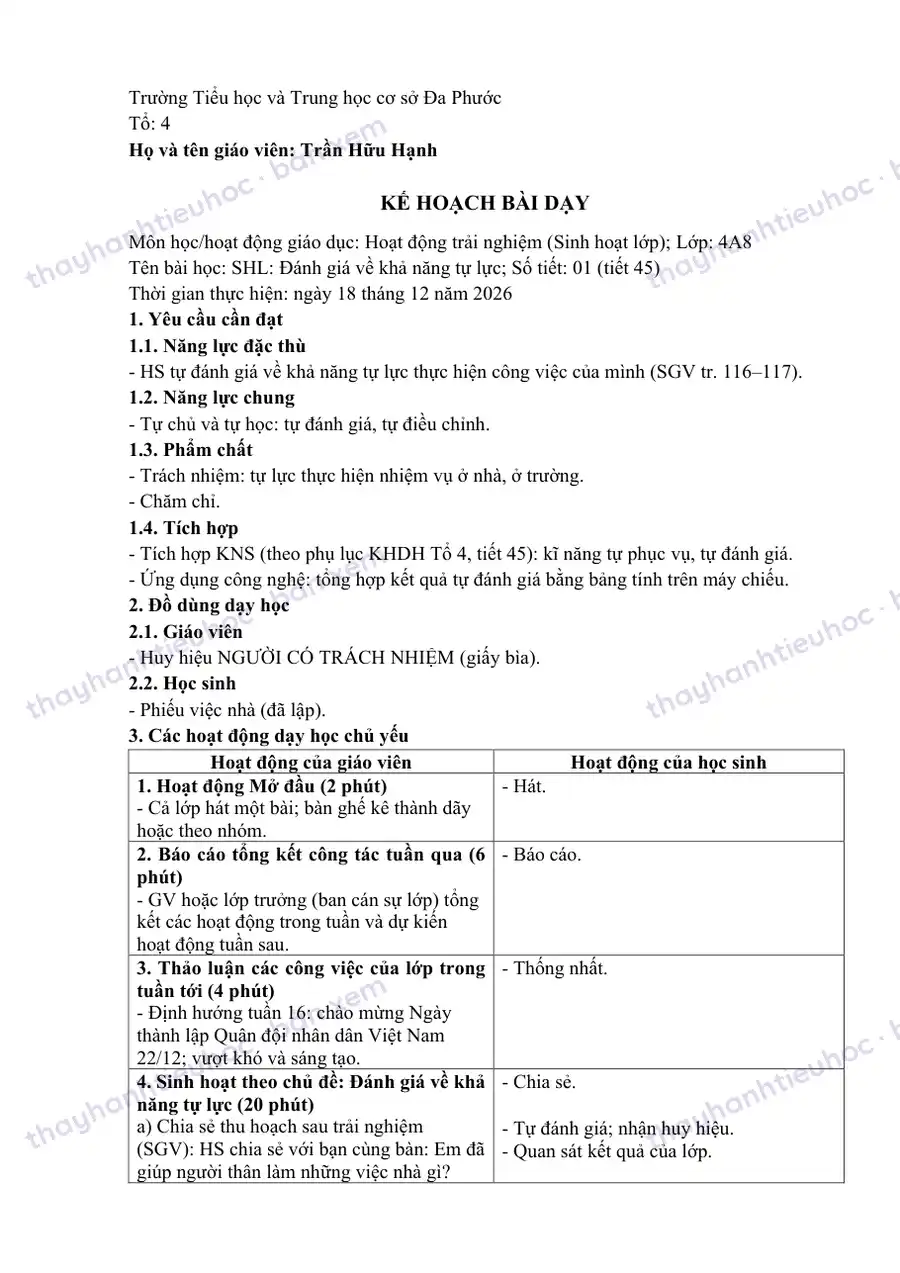 Trường Tiểu học và Trung học cơ sở Đa Phước
Tổ: 4
Họ và tên giáo viên: Trần Hữu Hạnh
KẾ HOẠCH BÀI DẠY
Môn học/hoạt động giáo dục: Hoạt động trải nghiệm (Sinh hoạt lớp); Lớp: 4A8
Tên bài học: SHL: Đánh giá về khả năng tự lực; Số tiết: 01 (tiết 45)
Thời gian thực hiện: ngày 18 tháng 12 năm 2026
1. Yêu cầu cần đạt
1.1. Năng lực đặc thù
- HS tự đánh giá về khả năng tự lực thực hiện công việc của mình (SGV tr. 116–117).
1.2. Năng lực chung
- Tự chủ và tự học: tự đánh giá, tự điều chỉnh.
1.3. Phẩm chất
- Trách nhiệm: tự lực thực hiện nhiệm vụ ở nhà, ở trường.
- Chăm chỉ.
1.4. Tích hợp
- Tích hợp KNS (theo phụ lục KHDH Tổ 4, tiết 45): kĩ năng tự phục vụ, tự đánh giá.
- Ứng dụng công nghệ: tổng hợp kết quả tự đánh giá bằng bảng tính trên máy chiếu.
2. Đồ dùng dạy học
2.1. Giáo viên
- Huy hiệu NGƯỜI CÓ TRÁCH NHIỆM (giấy bìa).
2.2. Học sinh
- Phiếu việc nhà (đã lập).
3. Các hoạt động dạy học chủ yếu
Hoạt động của giáo viên
Hoạt động của học sinh
1. Hoạt động Mở đầu (2 phút)
- Cả lớp hát một bài; bàn ghế kê thành dãy
hoặc theo nhóm.
- Hát.
2. Báo cáo tổng kết công tác tuần qua (6
phút)
- GV hoặc lớp trưởng (ban cán sự lớp) tổng
kết các hoạt động trong tuần và dự kiến
hoạt động tuần sau.
- Báo cáo.
3. Thảo luận các công việc của lớp trong
tuần tới (4 phút)
- Định hướng tuần 16: chào mừng Ngày
thành lập Quân đội nhân dân Việt Nam
22/12; vượt khó và sáng tạo.
- Thống nhất.
4. Sinh hoạt theo chủ đề: Đánh giá về khả
năng tự lực (20 phút)
a) Chia sẻ thu hoạch sau trải nghiệm
(SGV): HS chia sẻ với bạn cùng bàn: Em đã
giúp người thân làm những việc nhà gì?
- Chia sẻ.
- Tự đánh giá; nhận huy hiệu.
- Quan sát kết quả của lớp.
thayhanhtieuhoc · bản xem
thayhanhtieuhoc · b
thayhanhtieuhoc · bản xem
thayhanhtieuhoc · b
thayhanhtieuhoc · bản xem
thayhanhtieuhoc · b